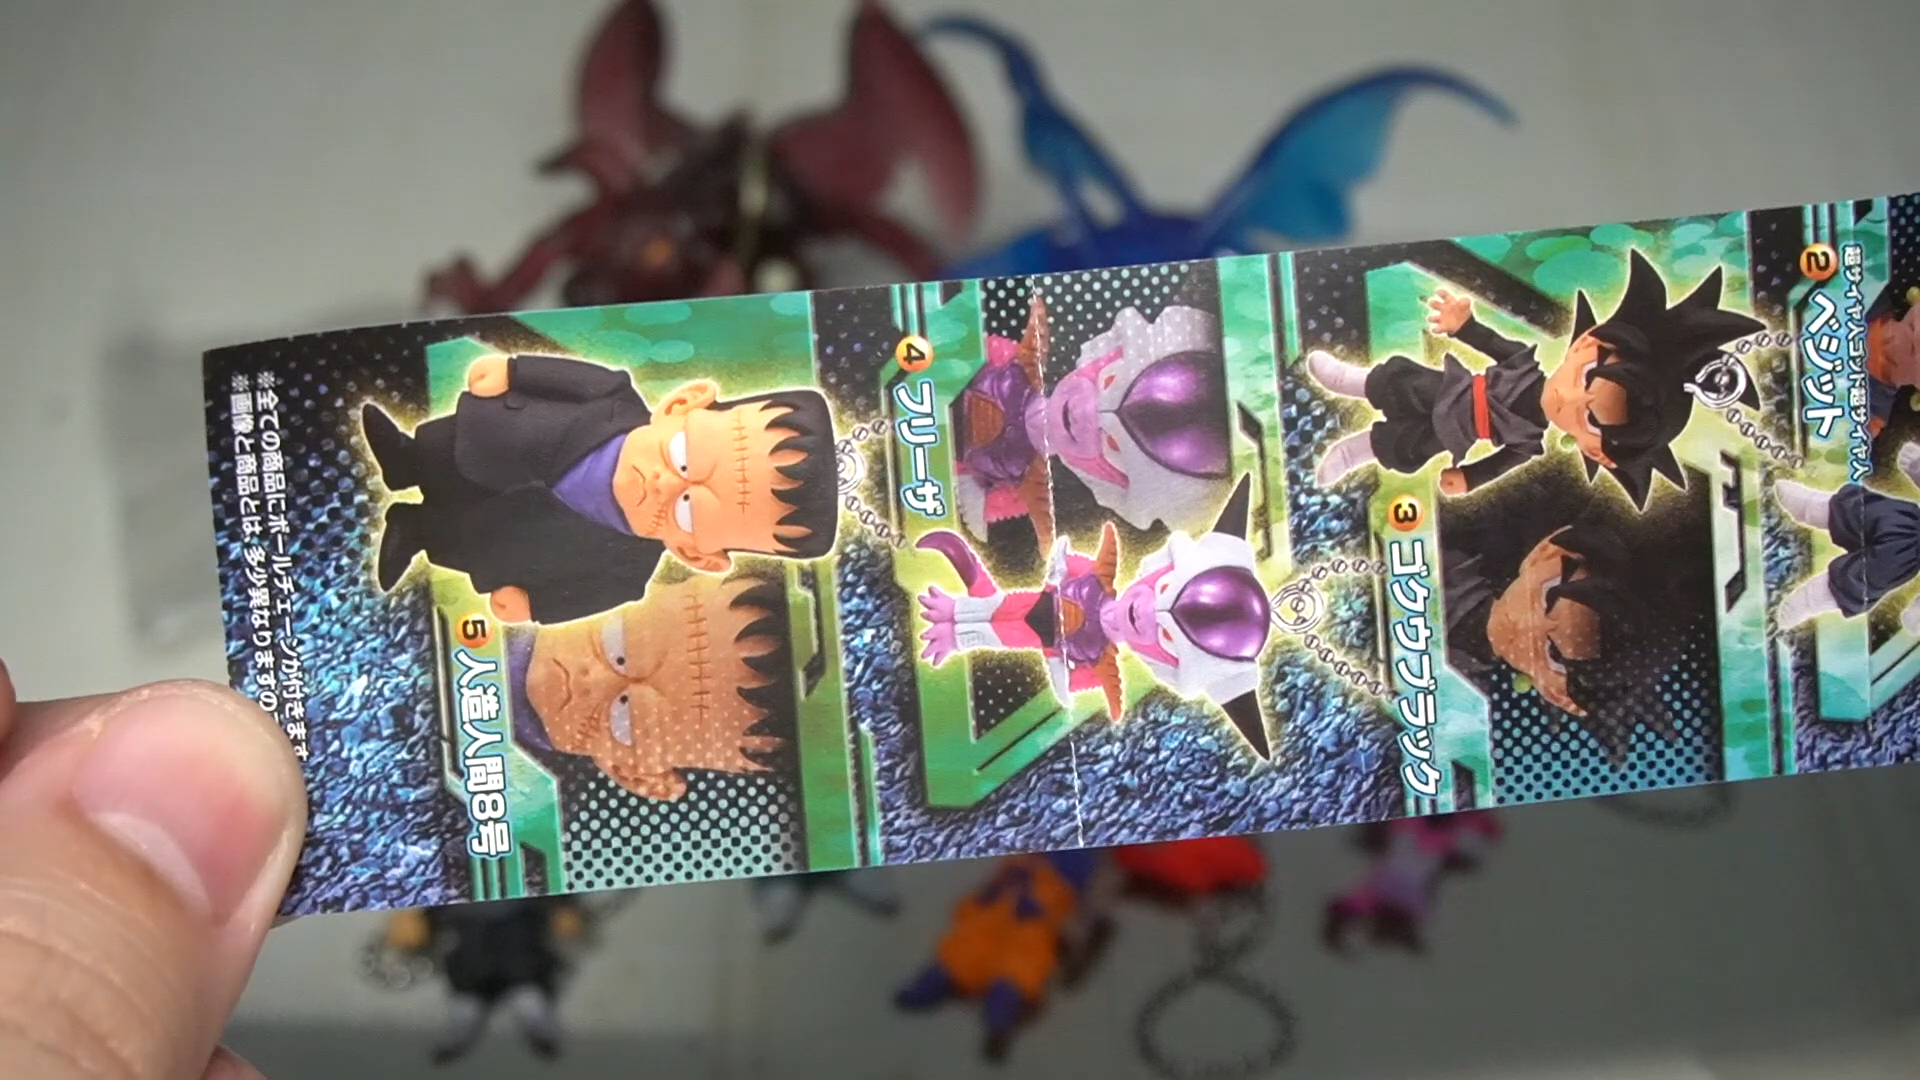 ②
超サイヤ人ゴッド超サイヤ人
ベジット
③
ゴクウブラック
④
フリーザ
⑤
人造人間8号
※全ての商品にボールチェーンが付きます
※画像と商品とは、多少異なりますのご